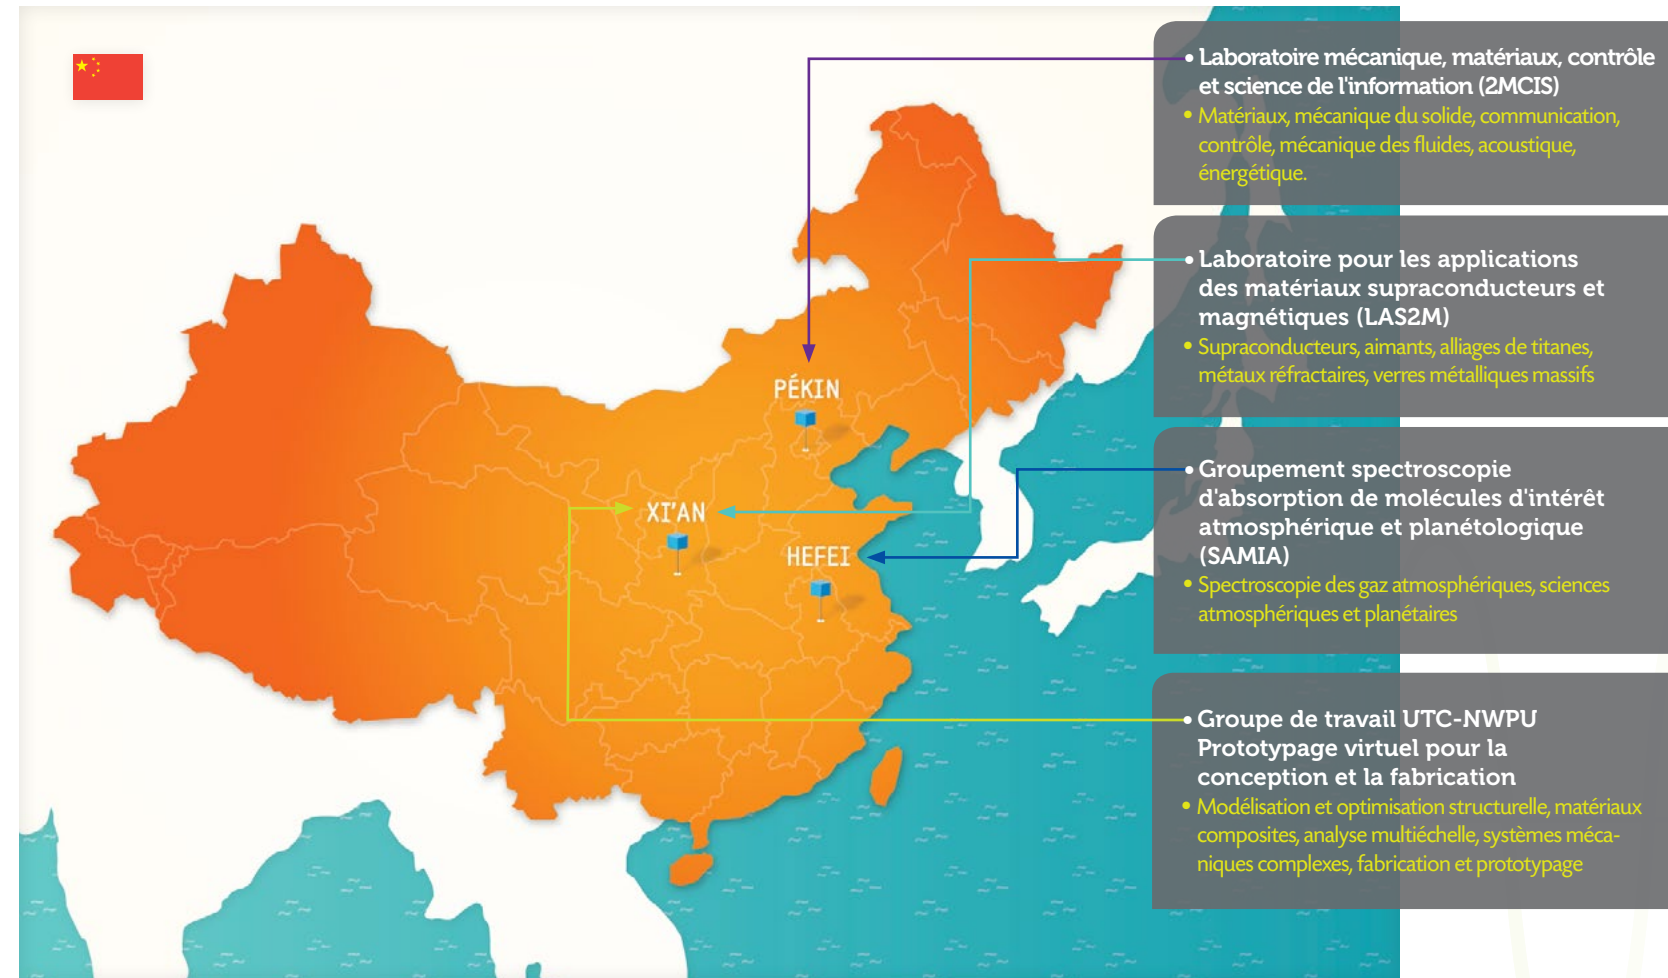 • Laboratoire mécanique, matériaux, contrôle
et science de l'information (2MCIS)
• Matériaux, mécanique du solide, communication,
contrôle, mécanique des fluides, acoustique,
énergétique.
• Laboratoire pour les applications
des matériaux supraconducteurs et
magnétiques (LAS2M)
• Supraconducteurs, aimants, alliages de titanes,
métaux réfractaires, verres métalliques massifs
PÉKIN
• Groupement spectroscopie
d'absorption de molécules d'intérêt
atmosphérique et planétologique
(SAMIA)
• Spectroscopie des gaz atmosphériques, sciences
atmosphériques et planétaires
XI'AN
HEFEI
• Groupe de travail UTC-NWPU
Prototypage virtuel pour la
conception et la fabrication
• Modélisation et optimisation structurelle, matériaux
composites, analyse multiéchelle, systèmes méca-
niques complexes, fabrication et prototypage